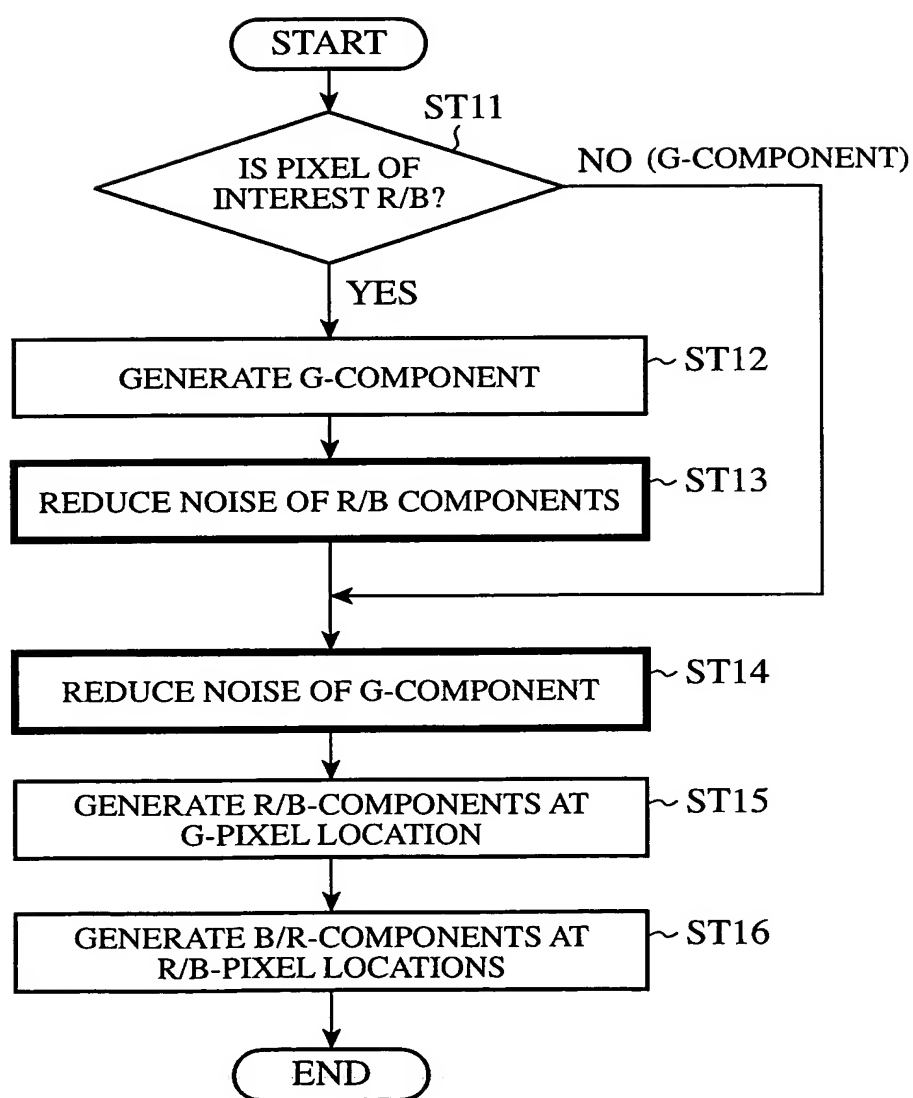 START
ST11
IS PIXEL OF
INTEREST R/B?
NO (G-COMPONENT)
YES
GENERATE G-COMPONENT
ST12
REDUCE NOISE OF R/B COMPONENTS
ST13
REDUCE NOISE OF G-COMPONENT
ST14
GENERATE R/B-COMPONENTS AT
G-PIXEL LOCATION
ST15
GENERATE B/R-COMPONENTS AT
R/B-PIXEL LOCATIONS
ST16
END